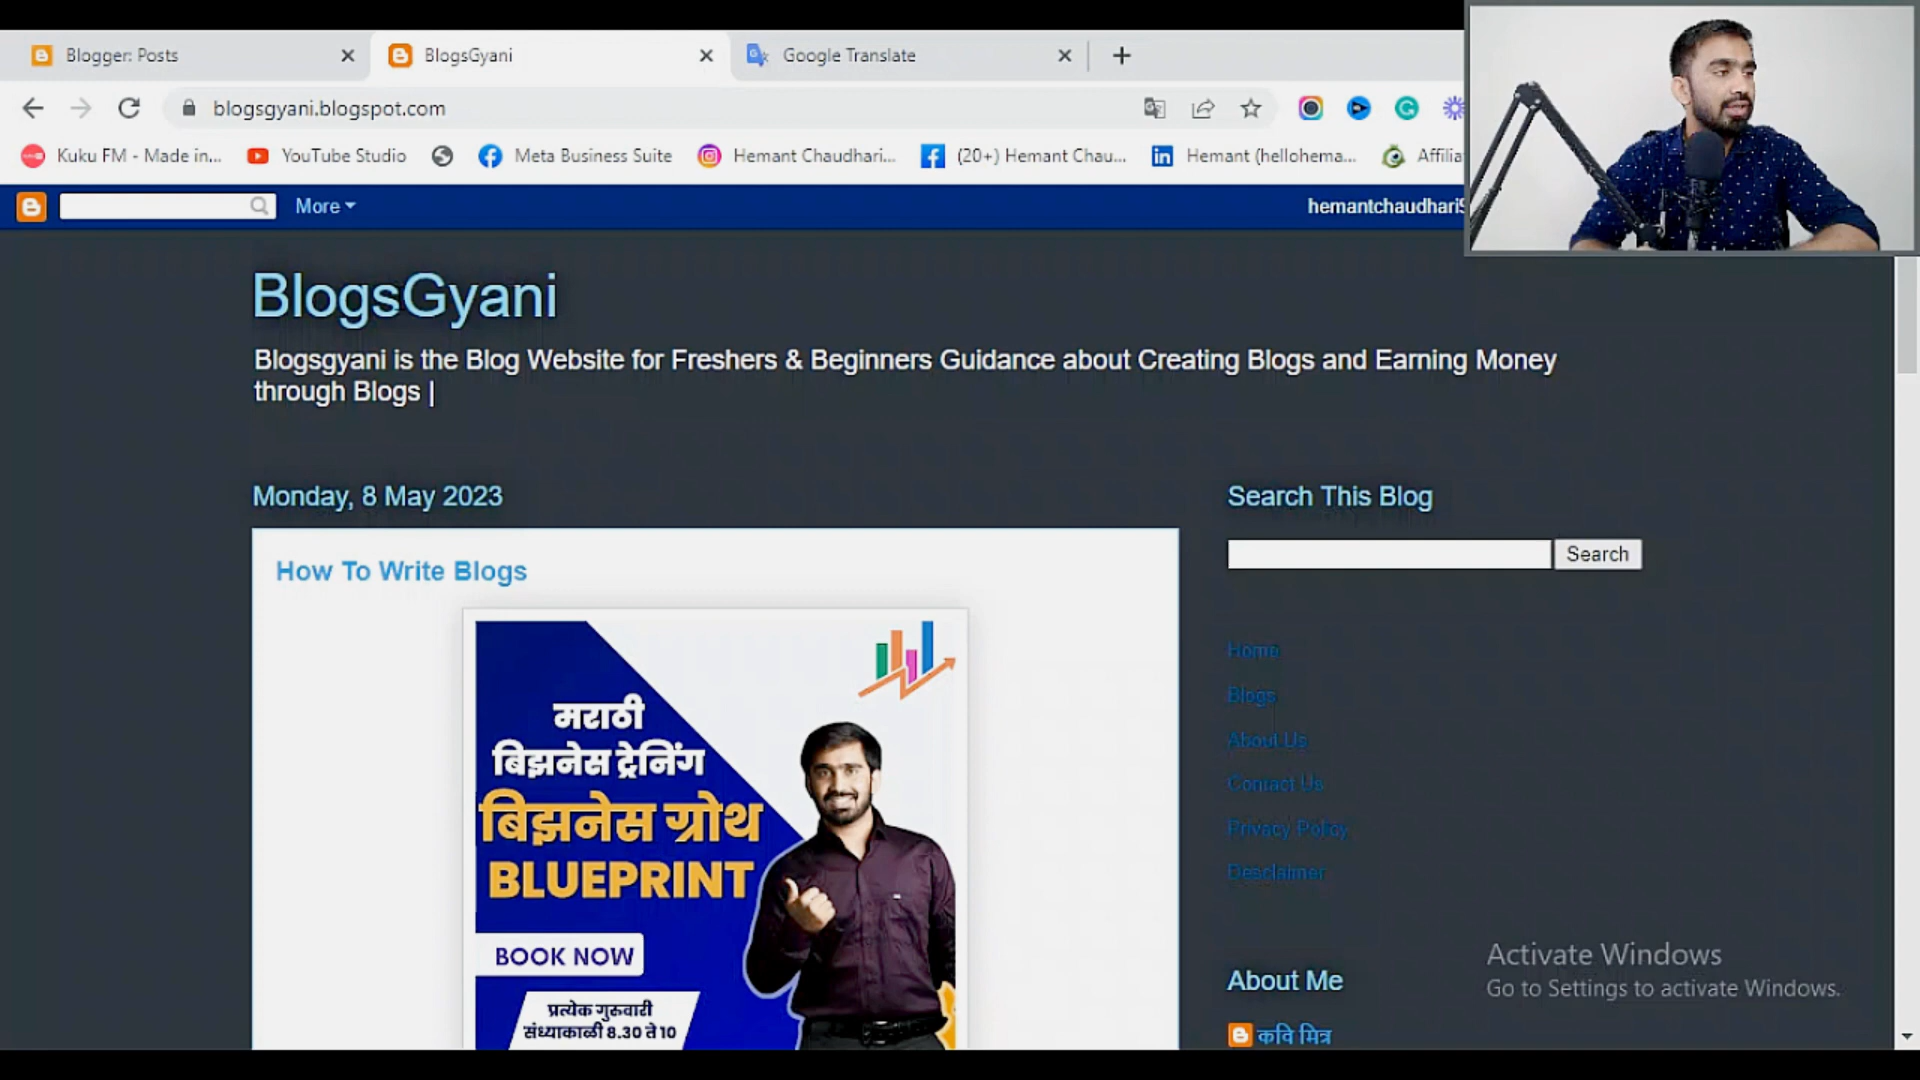 Blogger: Posts
BlogsGyani
Google Translate
blogsgyani.blogspot.com
Kuku FM - Made in...
YouTube Studio
Meta Business Suite
Hemant Chaudhari...
(20+) Hemant Chau...
Hemant (hellohema...
Affilia
More
hemantchaudhari9
BlogsGyani
Blogsgyani is the Blog Website for Freshers & Beginners Guidance about Creating Blogs and Earning Money
through Blogs |
Monday, 8 May 2023
Search This Blog
How To Write Blogs
Search
मराठी
बिझनेस ट्रेनिंग
बिझनेस ग्रोथ
BLUEPRINT
BOOK NOW
प्रत्येक गुरुवारी
संध्याकाळी 8.30 ते 10
Home
Blogs
About Us
Contact Us
Privacy Policy
Desclaimer
About Me
कवि मित्र
Activate Windows
Go to Settings to activate Windows.